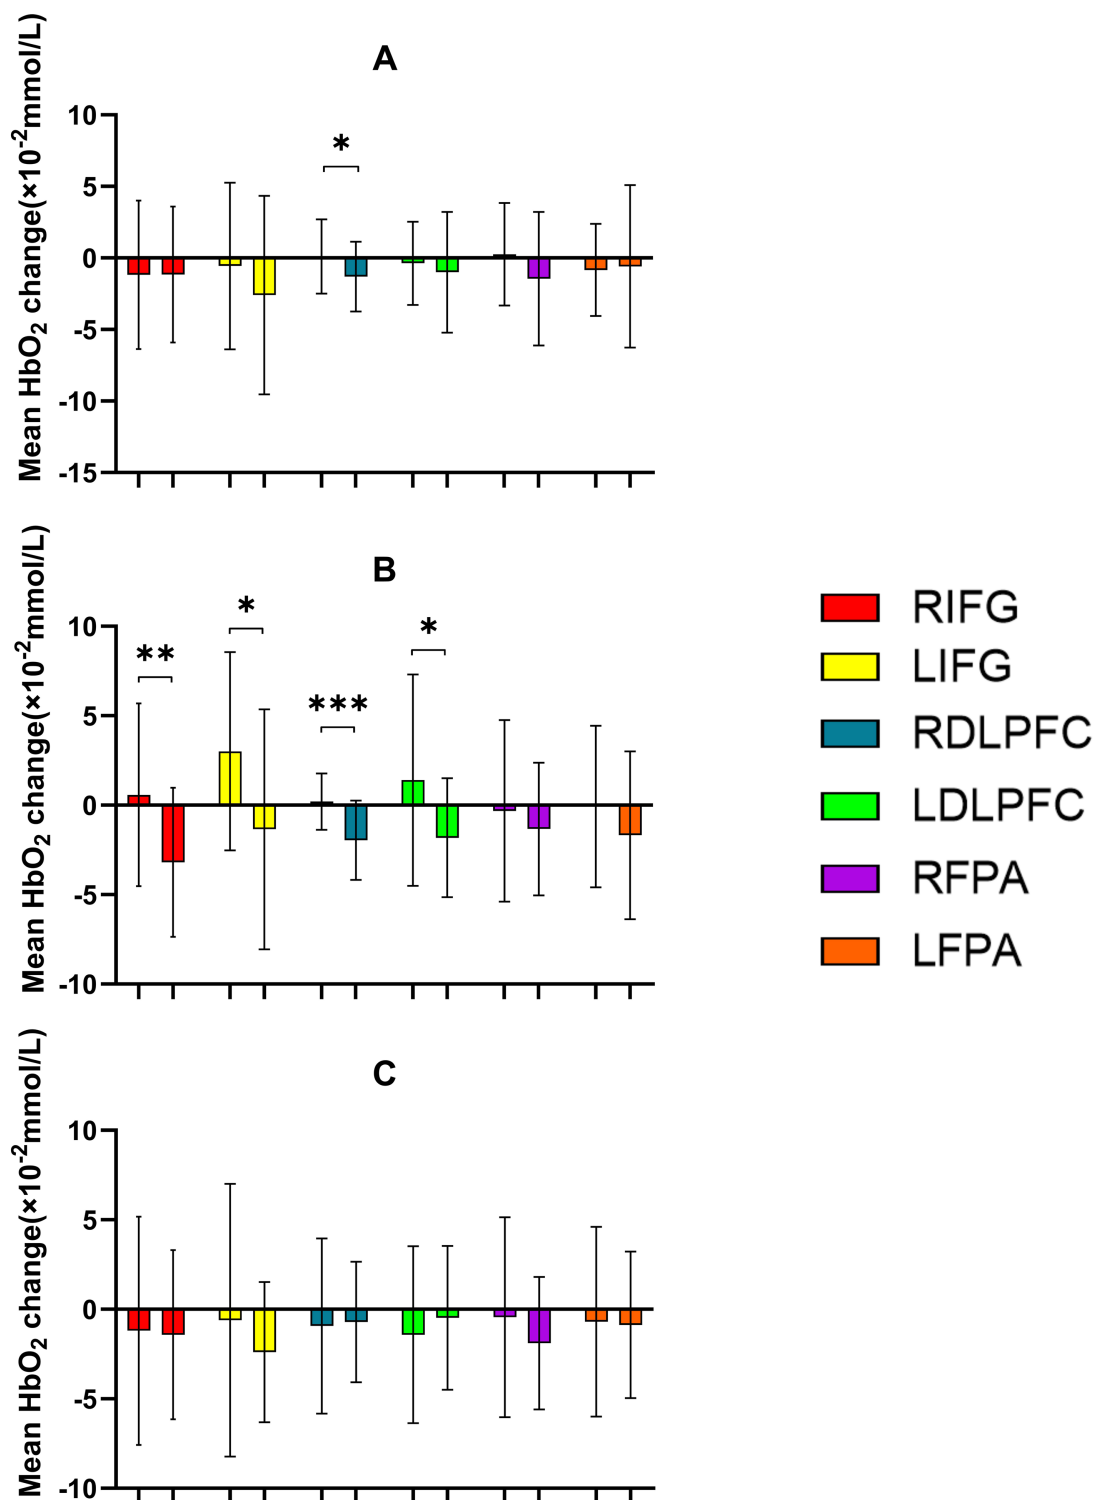 A
Mean HbO2 change(×10-2mmol/L)
10
5
0
-5
-10
-15
*
B
Mean HbO2 change(×10-2mmol/L)
10
5
0
-5
-10
**
*
***
*
RIFG
LIFG
RDLPFC
LDLPFC
RFPA
LFPA
C
Mean HbO2 change(×10-2mmol/L)
10
5
0
-5
-10